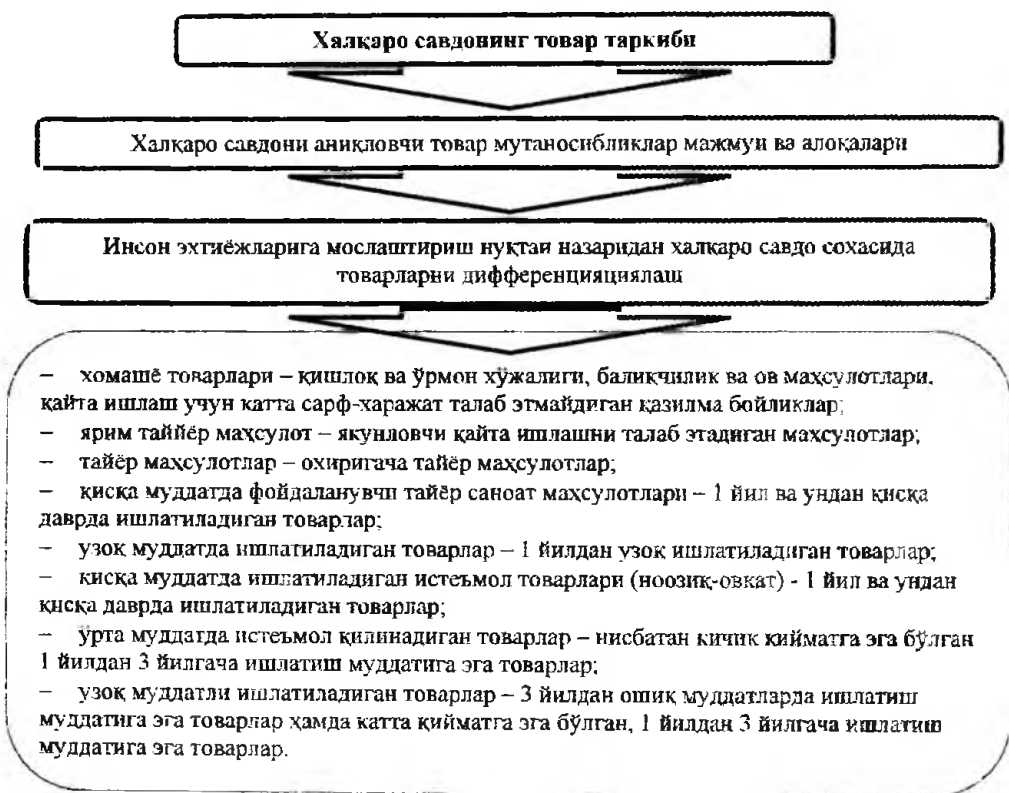 Халқаро савдонинг товар таркиби
Халқаро савдони аниқловчи товар мутаносибликлар мажмуи ва алоқалари
Инсон эхтиёжларига мослаштириш нуқтаи назаридан халқаро савдо сохасида
товарларни дифференцияциялаш
– хомашё товарлари – қишлоқ ва ўрмон хўжалиги, балиқчилик ва ов маҳсулотлари,
қайта ишлаш учун катта сарф-харажат талаб этмайдиган қазилма бойликлар;
– ярим таййёр маҳсулот – якунловчи қайта ишлашни талаб этадиган маҳсулотлар;
– тайёр маҳсулотлар – охиригача тайёр маҳсулотлар;
– қисқа муддатда фойдаланувчи тайёр саноат маҳсулотлари – 1 йил ва ундан қисқа
даврда ишлатиладиган товарлар;
– узоқ муддатда ишлатиладиган товарлар – 1 йилдан узоқ ишлатиладиган товарлар;
– қисқа муддатда ишлатиладиган истеъмол товарлари (ноозиқ-овкат) - 1 йил ва ундан
қисқа даврда ишлатиладиган товарлар;
– ўрта муддатда истеъмол қилинадиган товарлар – нисбатан кичик кийматга эга бўлган
1 йилдан 3 йилгача ишлатиш муддатига эга товарлар;
– узоқ муддатли ишлатиладиган товарлар – 3 йилдан ошиқ муддатларда ишлатиш
муддатига эга товарлар ҳамда катта қийматга эга бўлган, 1 йилдан 3 йилгача ишлатиш
муддатига эга товарлар.